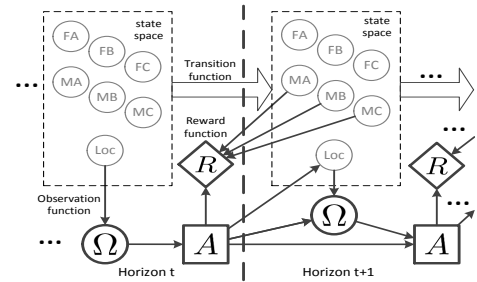 state
space
FA
FB
FC
MA
MB
MC
Loc
...
Transition
function
Reward
function
R
Observation
function
...
Ω
A
Horizon t
state
space
FA
FB
FC
MA
MB
MC
Loc
...
...
R
Ω
...
A
Horizon t+1